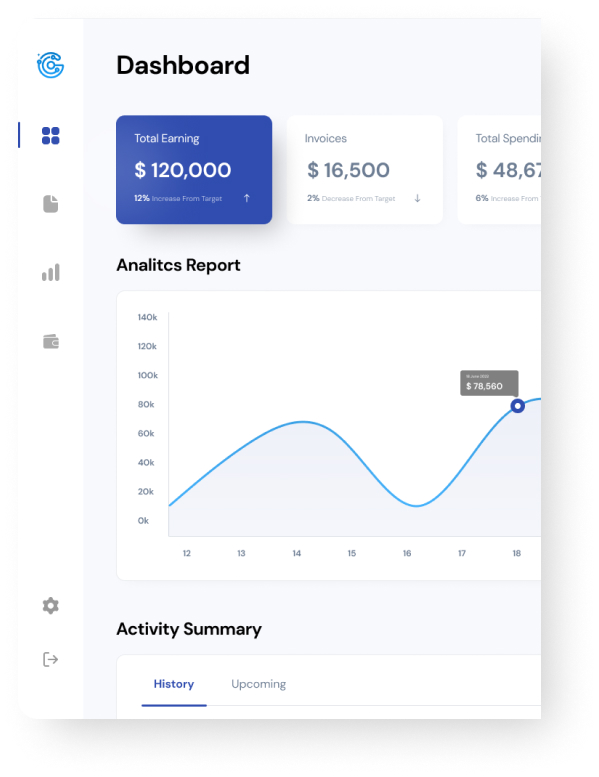 Dashboard
Total Earning
$ 120,000
12% Increase From Target
Invoices
$ 16,500
2% Decrease From Target
Total Spendin
$ 48,67
6% Increase From
Analitcs Report
140k
120k
100k
80k
60k
40k
20k
0k
$ 78,560
12 13 14 15 16 17 18
Activity Summary
History Upcoming